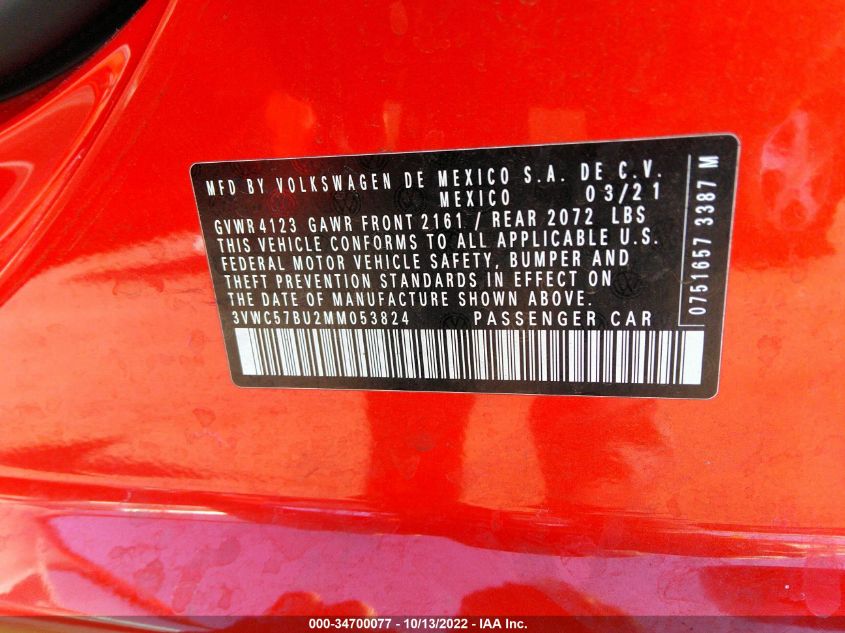 MFD BY VOLKSWAGEN DE MEXICO S.A. DE C.V.
MEXICO 03/21
GVWR 4123 GAWR FRONT 2161 / REAR 2072 LBS
THIS VEHICLE CONFORMS TO ALL APPLICABLE U.S.
FEDERAL MOTOR VEHICLE SAFETY, BUMPER AND
THEFT PREVENTION STANDARDS IN EFFECT ON
THE DATE OF MANUFACTURE SHOWN ABOVE.
3VWC57BU2MM053824 PASSENGER CAR
0751657 3387 M
000-34700077 - 10/13/2022 - IAA Inc.